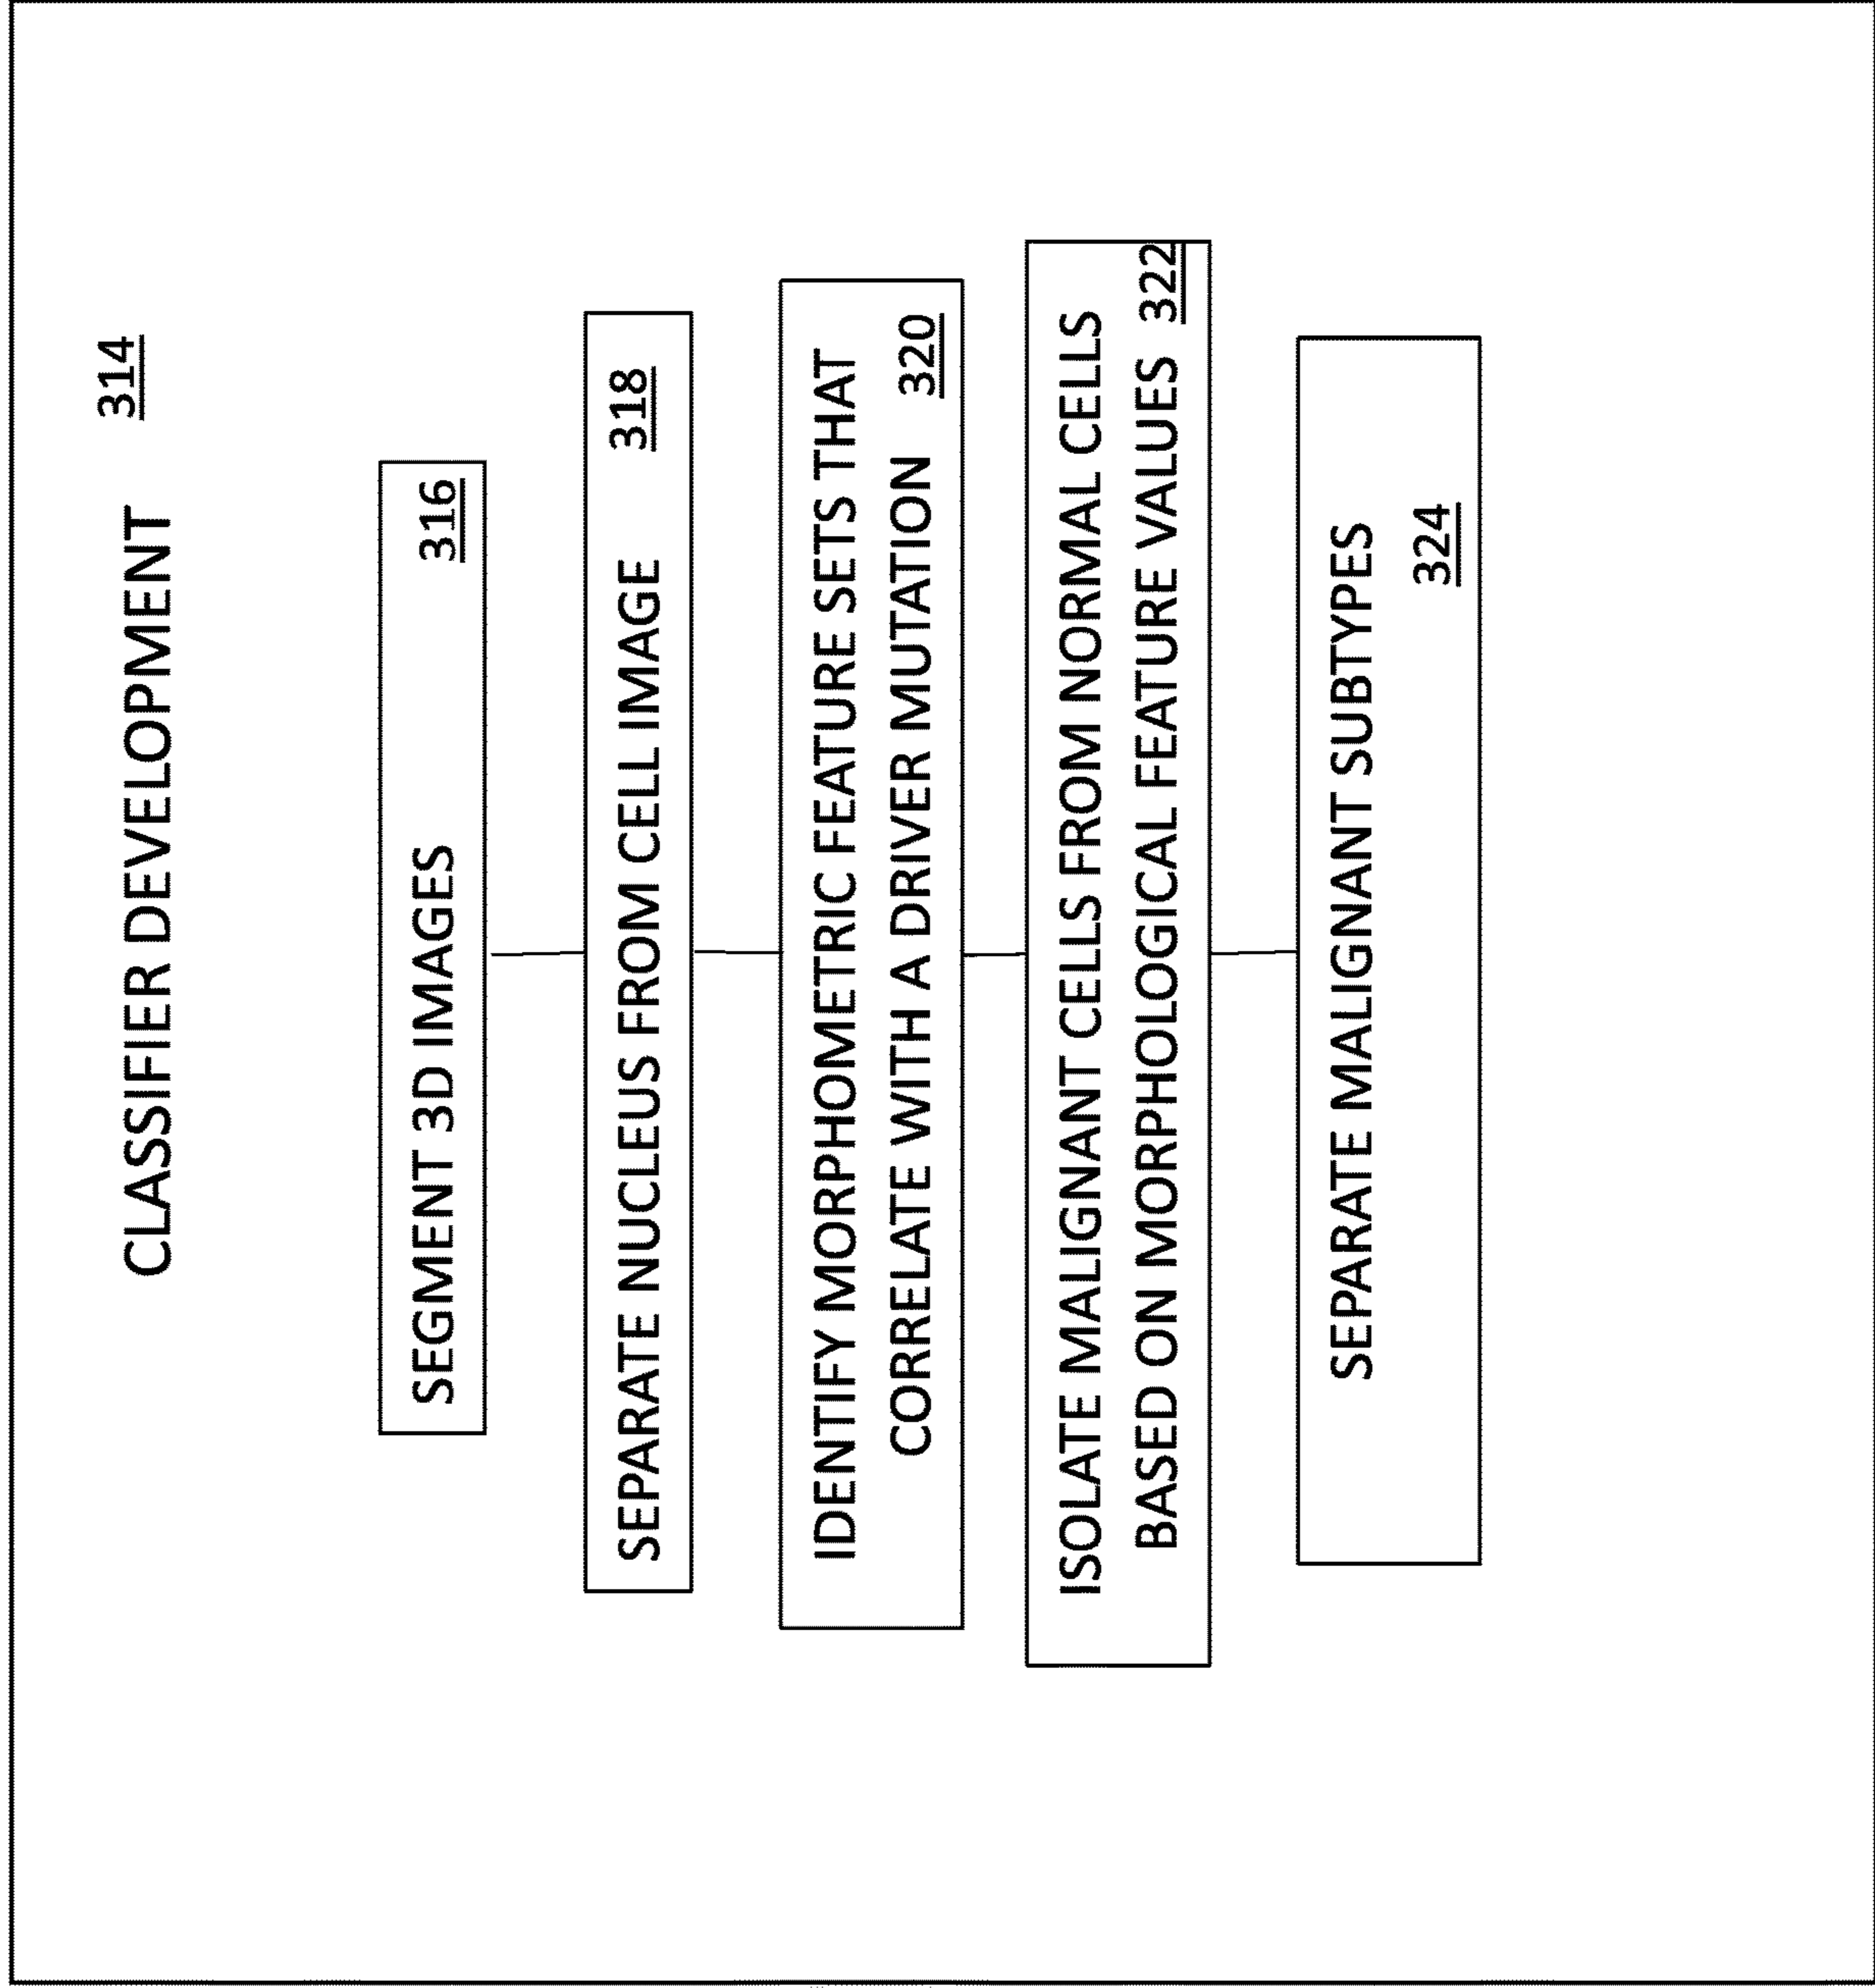 CLASSIFIER DEVELOPMENT 314
SEGMENT 3D IMAGES 316
SEPARATE NUCLEUS FROM CELL IMAGE 318
IDENTIFY MORPHOMETRIC FEATURE SETS THAT
CORRELATE WITH A DRIVER MUTATION 320
ISOLATE MALIGNANT CELLS FROM NORMAL CELLS
BASED ON MORPHOLOGICAL FEATURE VALUES 322
SEPARATE MALIGNANT SUBTYPES
324